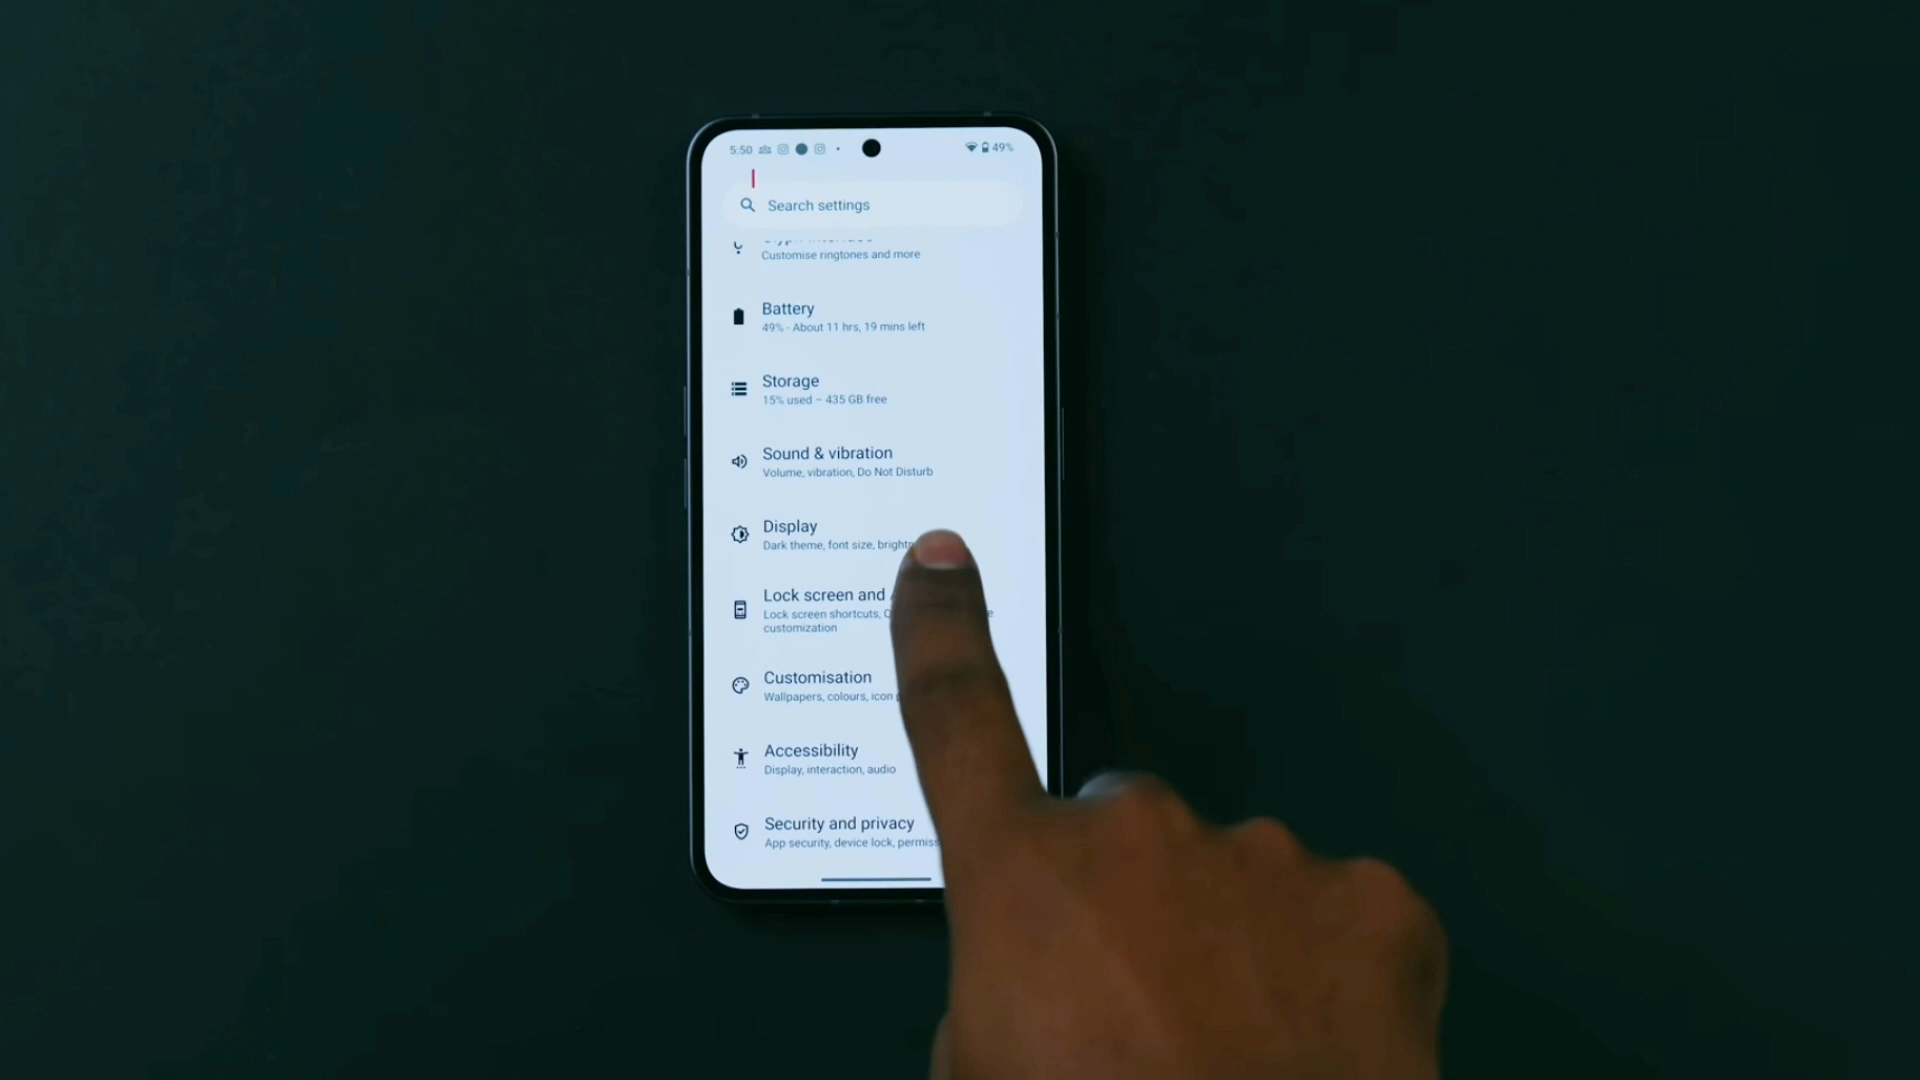 5:50
49%
Search settings
Customise ringtones and more
Battery
49% - About 11 hrs, 19 mins left
Storage
15% used – 435 GB free
Sound & vibration
Volume, vibration, Do Not Disturb
Display
Dark theme, font size,
Lock screen and
Lock screen shortcuts,
customization
Customisation
Wallpapers, colours, icon
Accessibility
Display, interaction, audio
Security and privacy
App security, device lock,